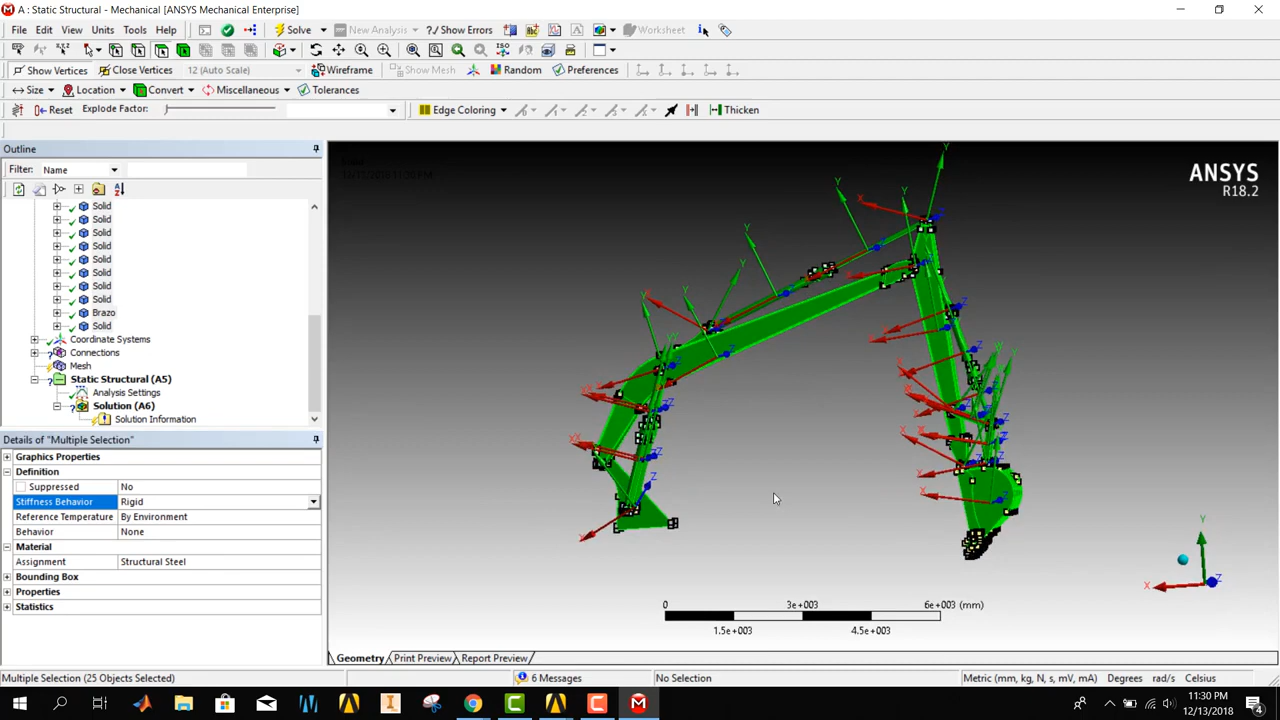 A : Static Structural - Mechanical [ANSYS Mechanical Enterprise]
File Edit View Units Tools Help Solve New Analysis Show Errors Worksheet
Show Vertices Close Vertices 12 (Auto Scale) Wireframe Show Mesh Random Preferences
Size Location Convert Miscellaneous Tolerances
Reset Explode Factor: Edge Coloring Thicken
Outline
Filter: Name
Solid
Solid
Solid
Solid
Solid
Solid
Solid
Solid
Brazo
Solid
Coordinate Systems
Connections
Mesh
Static Structural (A5)
Analysis Settings
Solution (A6)
Solution Information
Details of "Multiple Selection"
Graphics Properties
Definition
Suppressed No
Stiffness Behavior Rigid
Reference Temperature By Environment
Behavior None
Material
Assignment Structural Steel
Bounding Box
Properties
Statistics
ANSYS
R18.2
0 3e+003 6e+003 (mm)
1.5e+003 4.5e+003
Geometry Print Preview Report Preview
Multiple Selection (25 Objects Selected) 6 Messages No Selection Metric (mm, kg, N, s, mV, mA) Degrees rad/s Celsius
11:30 PM
12/13/2018